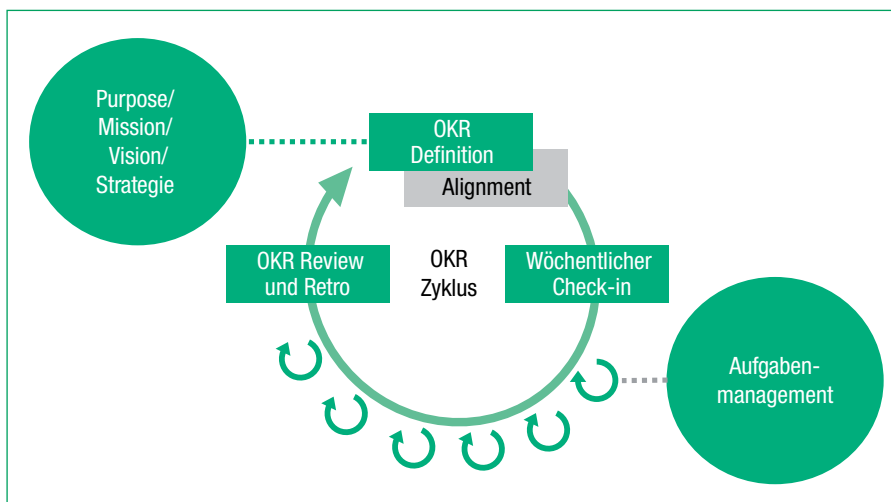 Purpose/
Mission/
Vision/
Strategie
OKR
Definition
Alignment
OKR Review
und Retro
OKR
Zyklus
Wöchentlicher
Check-in
Aufgaben-
management